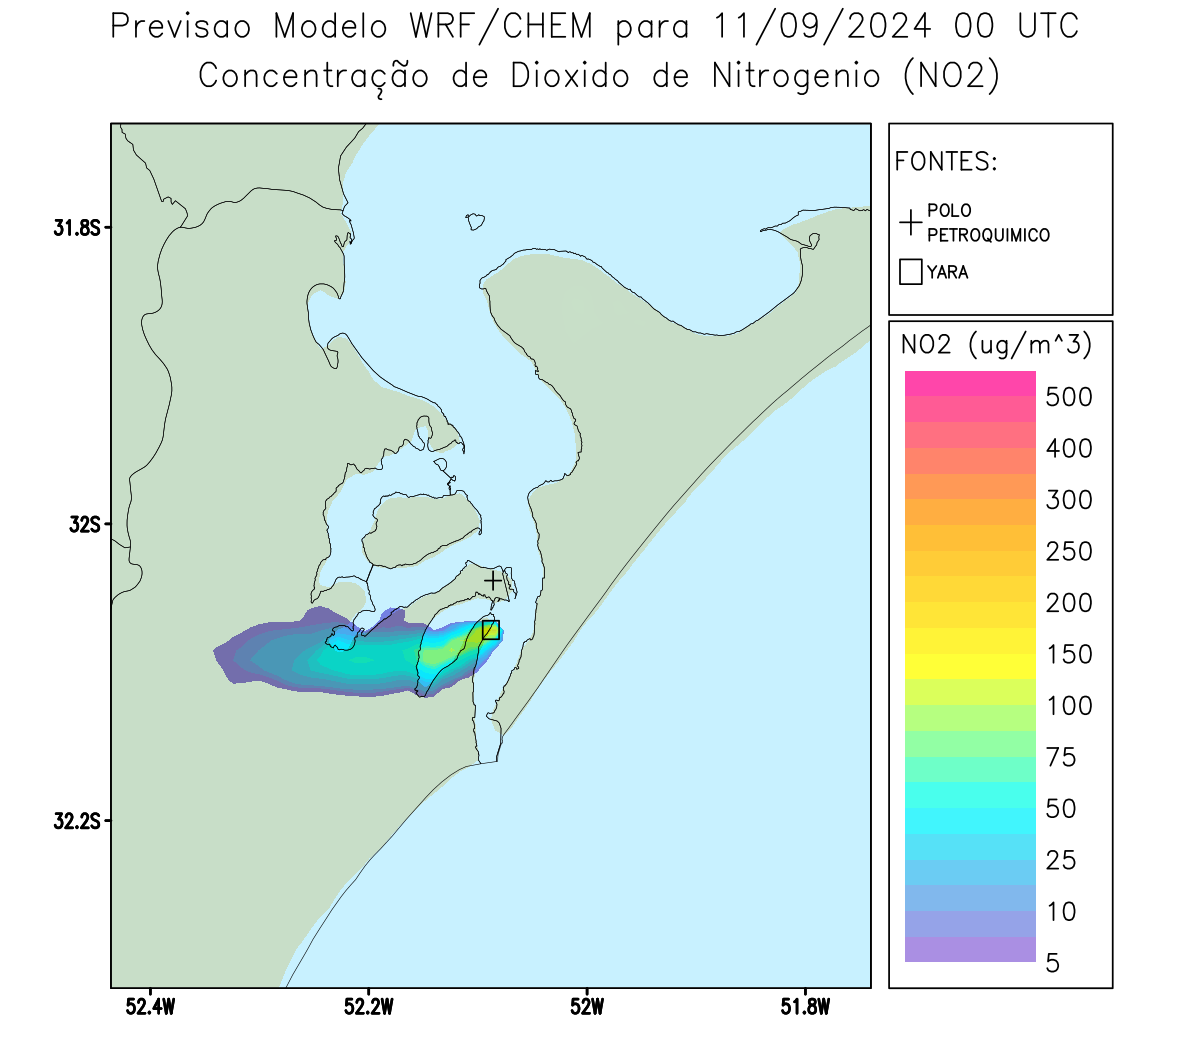 Previsao Modelo WRF/CHEM para 11/09/2024 00 UTC
Concentração de Dioxido de Nitrogenio (NO2)
FONTES:
POLO
PETROQUIMICO
YARA
NO2 (ug/m^3)
500
400
300
250
200
150
100
75
50
25
10
5
31.8S
32S
32.2S
52.4W
52.2W
52W
51.8W